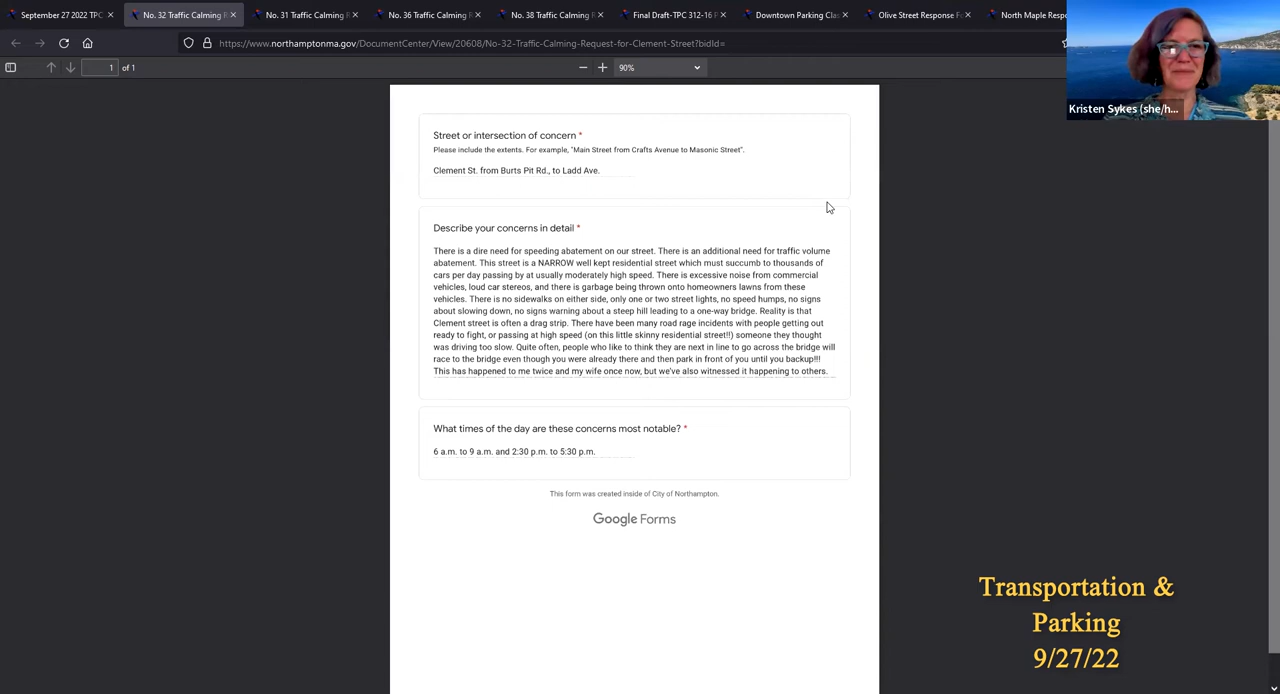 September 27 2022 TPC
No. 32 Traffic Calming R
No. 31 Traffic Calming R
No. 36 Traffic Calming R
No. 38 Traffic Calming R
Final Draft-TPC 312-16 P
Downtown Parking Cla
Olive Street Response Fo
North Maple Respo
https://www.northamptonma.gov/DocumentCenter/View/20608/No-32-Traffic-Calming-Request-for-Clement-Street?bidId=
1 of 1
90%
Kristen Sykes (she/h...
Street or intersection of concern *
Please include the extents. For example, "Main Street from Crafts Avenue to Masonic Street".
Clement St. from Burts Pit Rd., to Ladd Ave.
Describe your concerns in detail *
There is a dire need for speeding abatement on our street. There is an additional need for traffic volume
abatement. This street is a NARROW well kept residential street which must succumb to thousands of
cars per day passing by at usually moderately high speed. There is excessive noise from commercial
vehicles, loud car stereos, and there is garbage being thrown onto homeowners lawns from these
vehicles. There is no sidewalks on either side, only one or two street lights, no speed humps, no signs
about slowing down, no signs warning about a steep hill leading to a one-way bridge. Reality is that
Clement street is often a drag strip. There have been many road rage incidents with people getting out
ready to fight, or passing at high speed (on this little skinny residential street!!) someone they thought
was driving too slow. Quite often, people who like to think they are next in line to go across the bridge will
race to the bridge even though you were already there and then park in front of you until you backup!!!
This has happened to me twice and my wife once now, but we've also witnessed it happening to others.
What times of the day are these concerns most notable? *
6 a.m. to 9 a.m. and 2:30 p.m. to 5:30 p.m.
This form was created inside of City of Northampton.
Google Forms
Transportation &
Parking
9/27/22